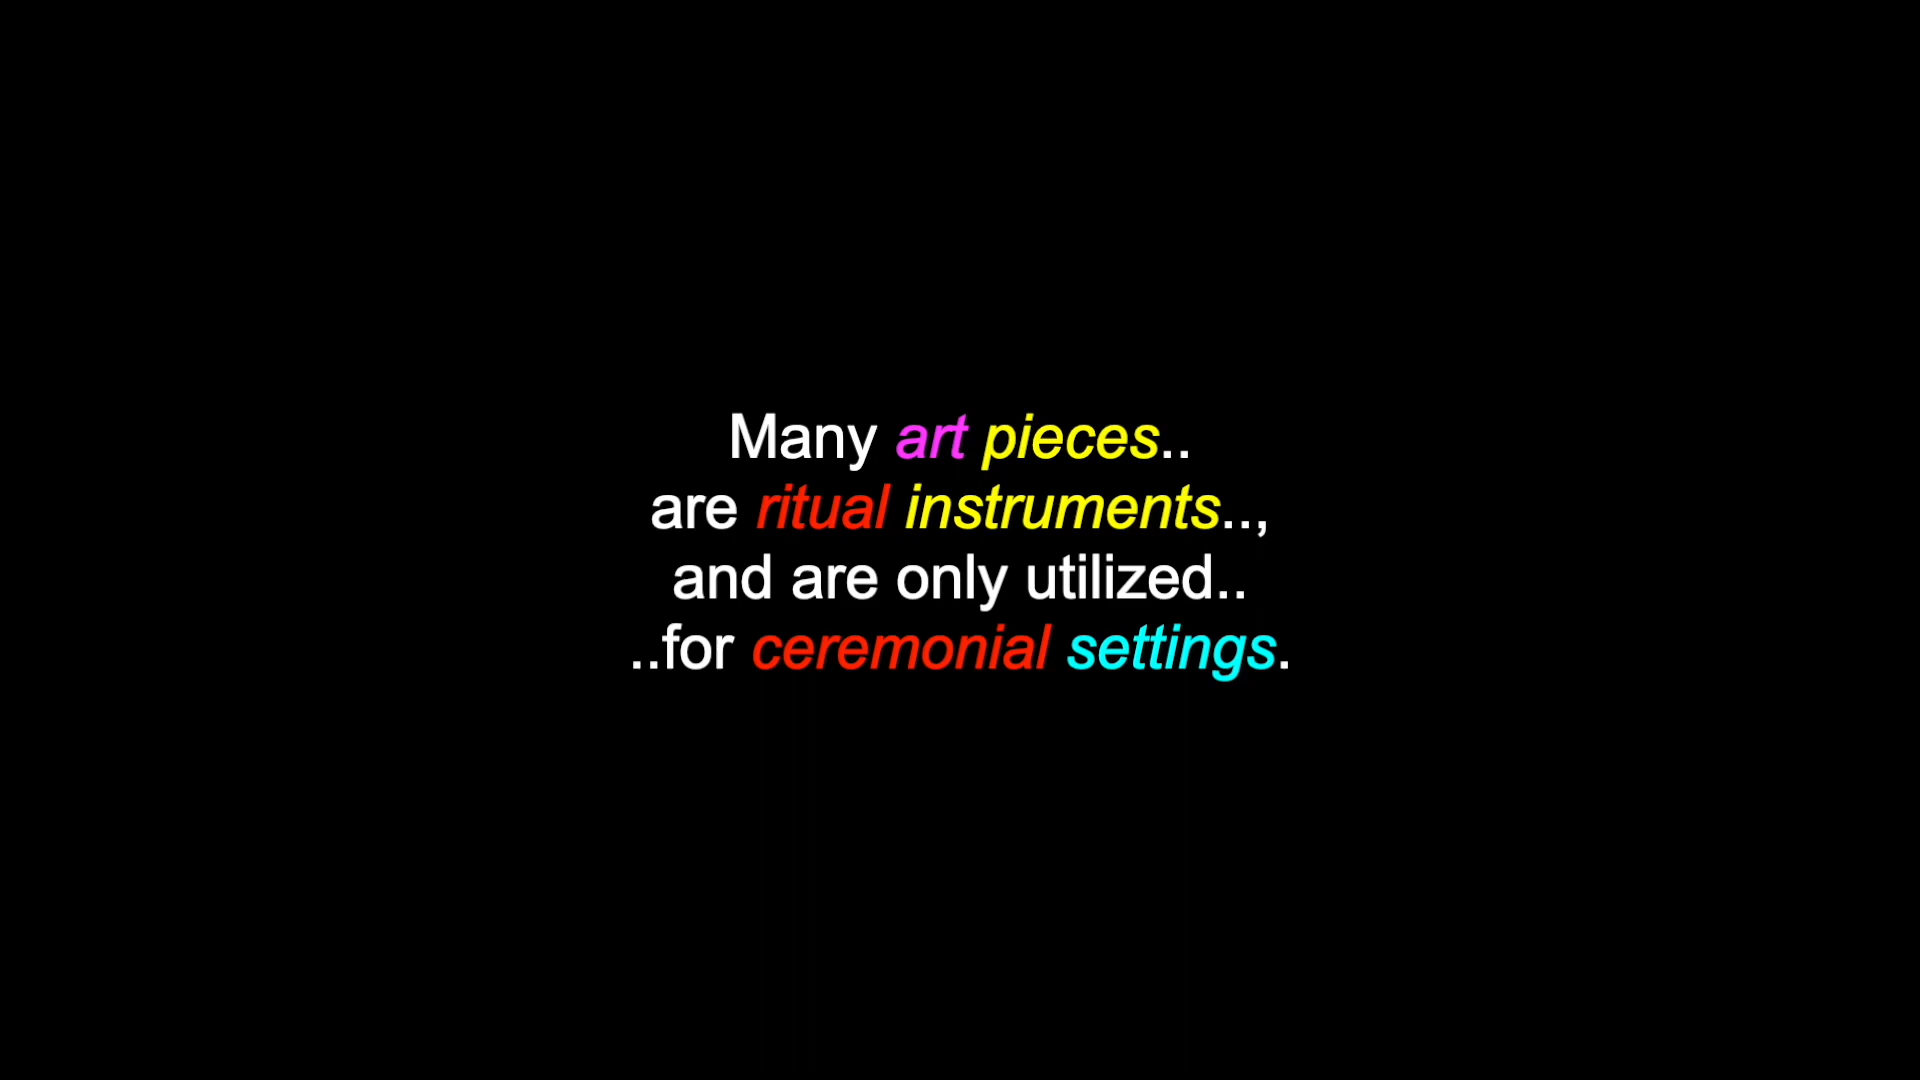 Many art pieces..
are ritual instruments..,
and are only utilized..
..for ceremonial settings.